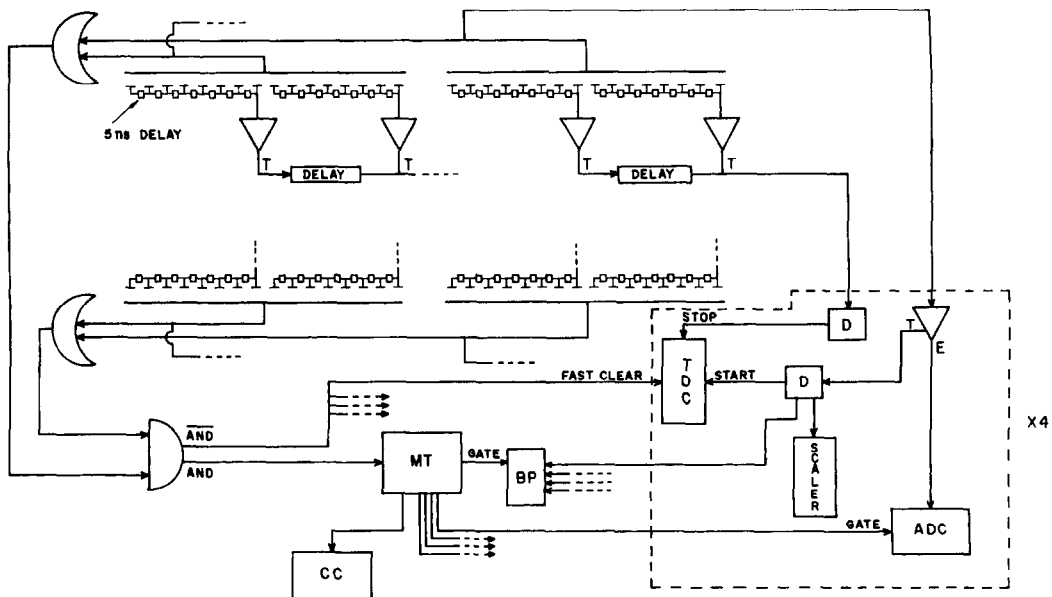 5ns DELAY
T
DELAY
T
T
DELAY
T
STOP
D
T
E
TDC
FAST CLEAR
START
D
X4
AND
AND
MT
GATE
BP
SCALER
GATE
ADC
CC